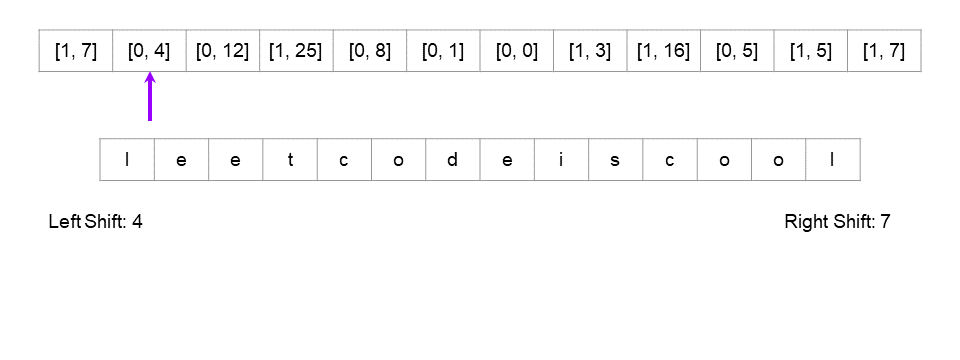 [1, 7] [0, 4] [0, 12] [1, 25] [0, 8] [0, 1] [0, 0] [1, 3] [1, 16] [0, 5] [1, 5] [1, 7]
l e e t c o d e i s c o o l
Left Shift: 4 Right Shift: 7